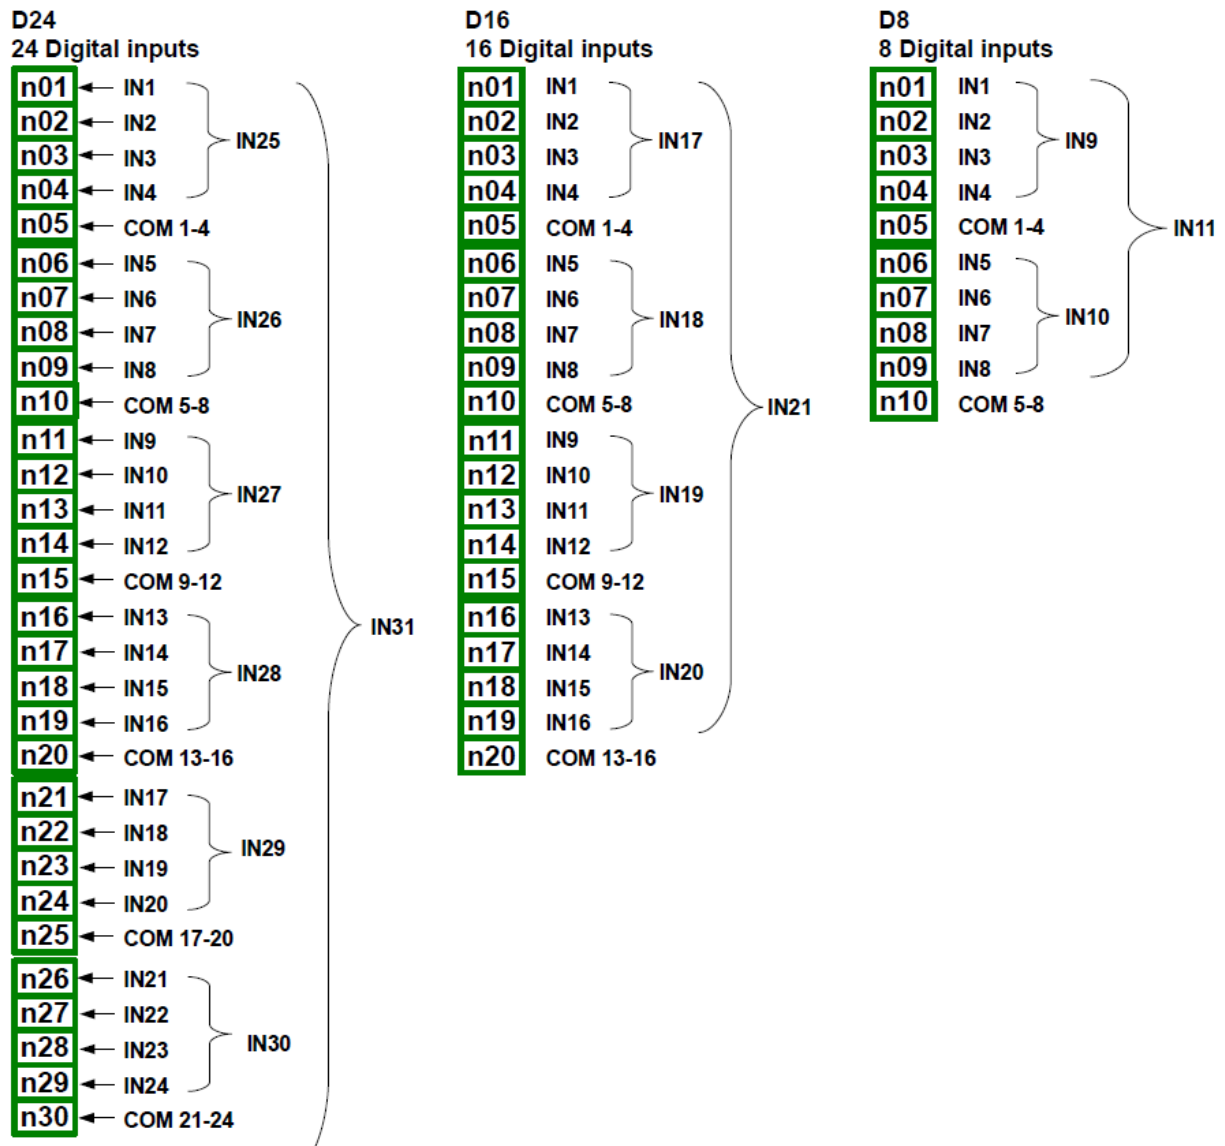 D24
24 Digital inputs
n01 IN1
n02 IN2
IN25
n03 IN3
n04 IN4
n05 COM 1-4
n06 IN5
n07 IN6
IN26
n08 IN7
n09 IN8
n10 COM 5-8
n11 IN9
n12 IN10
IN27
n13 IN11
n14 IN12
n15 COM 9-12
n16 IN13
IN31
n17 IN14
IN28
n18 IN15
n19 IN16
n20 COM 13-16
n21 IN17
n22 IN18
IN29
n23 IN19
n24 IN20
n25 COM 17-20
n26 IN21
n27 IN22
IN30
n28 IN23
n29 IN24
n30 COM 21-24
D16
16 Digital inputs
n01 IN1
n02 IN2
IN17
n03 IN3
n04 IN4
n05 COM 1-4
n06 IN5
n07 IN6
IN18
n08 IN7
n09 IN8
n10 COM 5-8
IN21
n11 IN9
n12 IN10
IN19
n13 IN11
n14 IN12
n15 COM 9-12
n16 IN13
n17 IN14
IN20
n18 IN15
n19 IN16
n20 COM 13-16
D8
8 Digital inputs
n01 IN1
n02 IN2
IN9
n03 IN3
n04 IN4
n05 COM 1-4
IN11
n06 IN5
n07 IN6
IN10
n08 IN7
n09 IN8
n10 COM 5-8